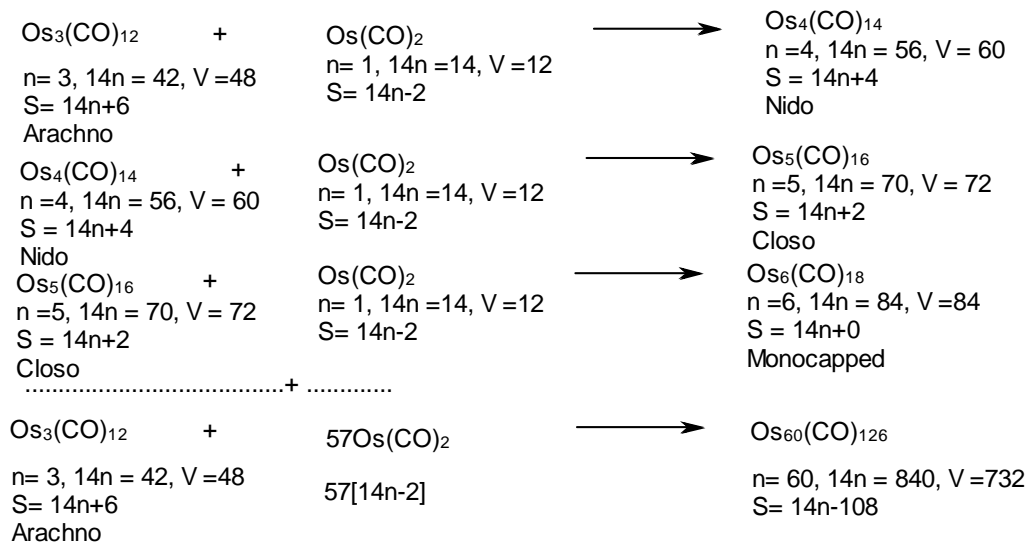 Os3(CO)12 + Os(CO)2 Os4(CO)14
n= 3, 14n = 42, V =48 n= 1, 14n =14, V =12 n =4, 14n = 56, V = 60
S= 14n+6 S= 14n-2 S = 14n+4
Arachno Nido
Os4(CO)14 + Os(CO)2 Os5(CO)16
n =4, 14n = 56, V = 60 n= 1, 14n =14, V =12 n =5, 14n = 70, V = 72
S = 14n+4 S= 14n-2 S = 14n+2
Nido Closo
Os5(CO)16 + Os(CO)2 Os6(CO)18
n =5, 14n = 70, V = 72 n= 1, 14n =14, V =12 n =6, 14n = 84, V =84
S = 14n+2 S= 14n-2 S = 14n+0
Closo Monocapped
.......................................+ .............
Os3(CO)12 + 57Os(CO)2 Os60(CO)126
n= 3, 14n = 42, V =48 57[14n-2] n= 60, 14n = 840, V =732
S= 14n+6 S= 14n-108
Arachno